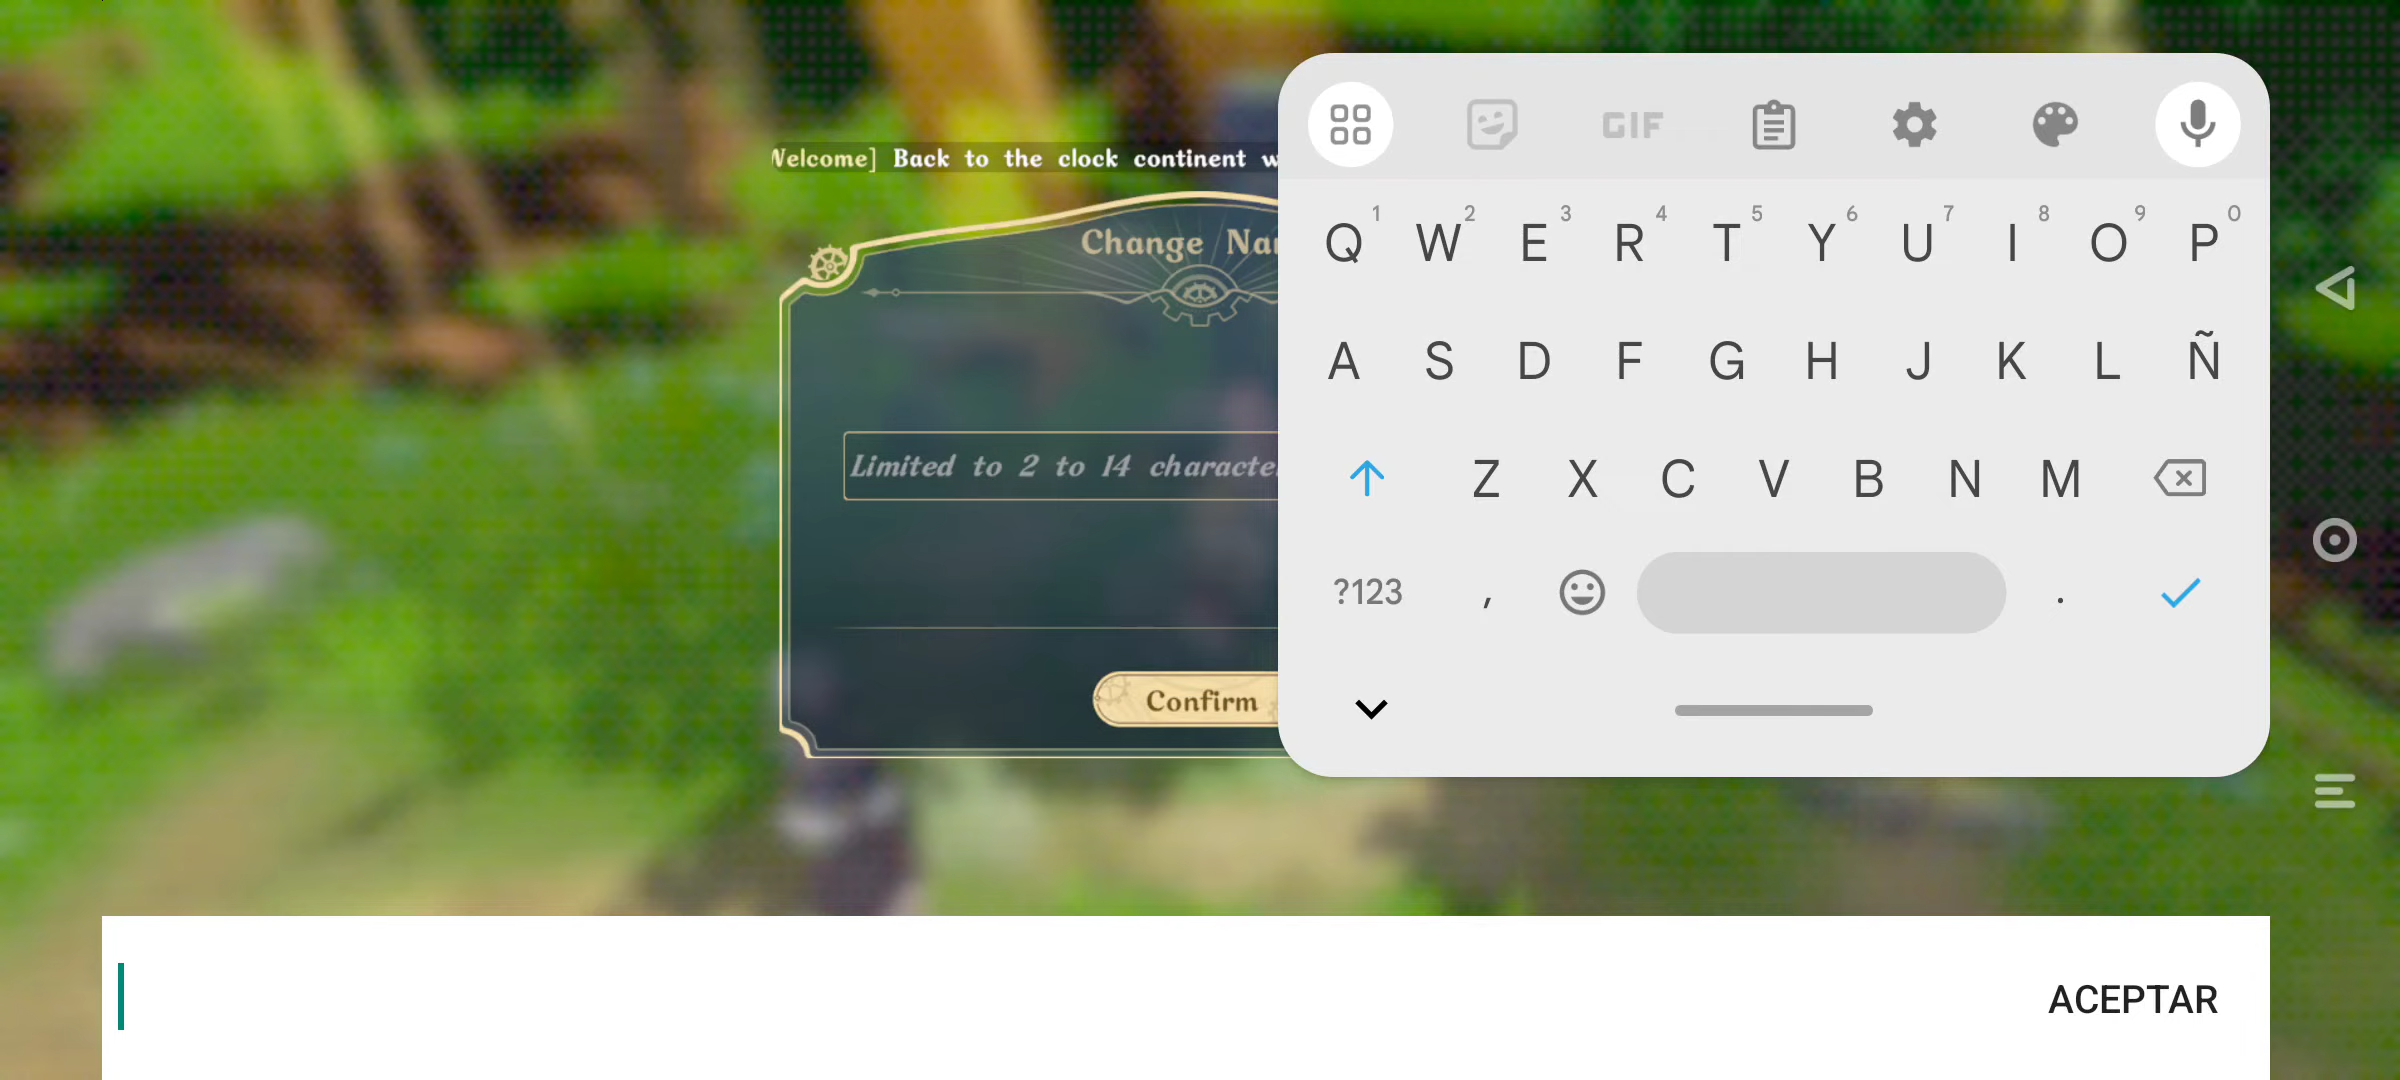 Welcome] Back to the clock continent w
Change Na
Limited to 2 to 14 characte
Confirm
GIF
Q 1 W 2 E 3 R 4 T 5 Y 6 U 7 I 8 O 9 P 0
A S D F G H J K L Ñ
Z X C V B N M
?123 , .
ACEPTAR